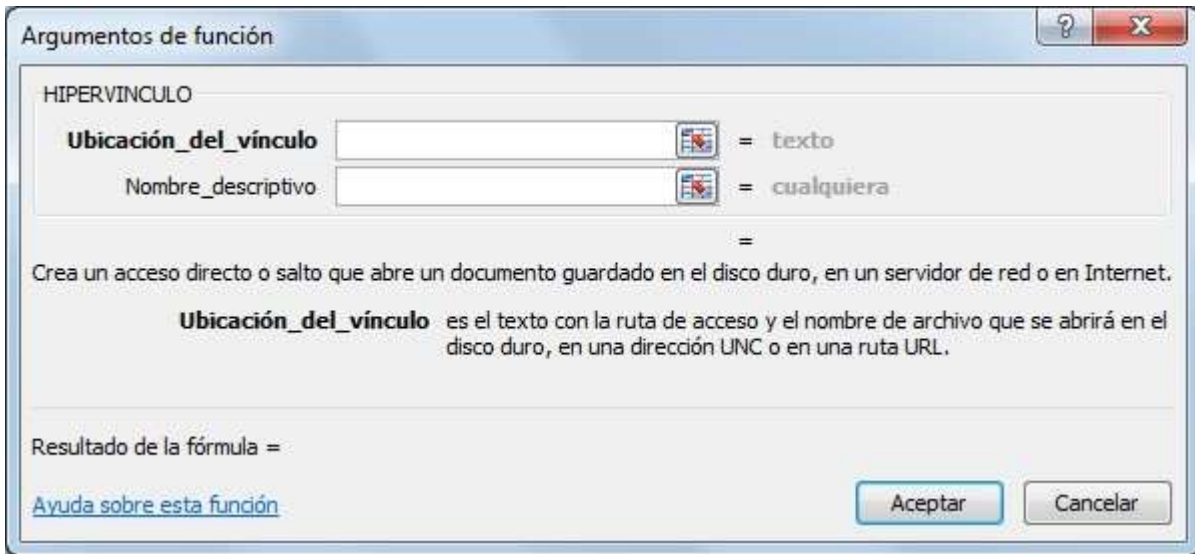 Argumentos de función
HIPERVINCULO
Ubicación_del_vínculo = texto
Nombre_descriptivo = cualquiera
=
Crea un acceso directo o salto que abre un documento guardado en el disco duro, en un servidor de red o en Internet.
Ubicación_del_vínculo es el texto con la ruta de acceso y el nombre de archivo que se abrirá en el
disco duro, en una dirección UNC o en una ruta URL.
Resultado de la fórmula =
Ayuda sobre esta función Aceptar Cancelar